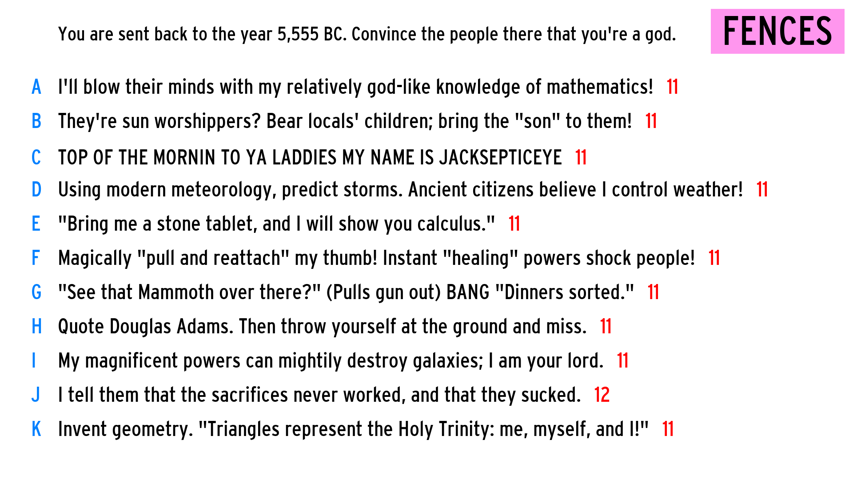 You are sent back to the year 5,555 BC. Convince the people there that you're a god.
FENCES
A I'll blow their minds with my relatively god-like knowledge of mathematics! 11
B They're sun worshippers? Bear locals' children; bring the "son" to them! 11
C TOP OF THE MORNIN TO YA LADDIES MY NAME IS JACKSEPTICEYE 11
D Using modern meteorology, predict storms. Ancient citizens believe I control weather! 11
E "Bring me a stone tablet, and I will show you calculus." 11
F Magically "pull and reattach" my thumb! Instant "healing" powers shock people! 11
G "See that Mammoth over there?" (Pulls gun out) BANG "Dinners sorted." 11
H Quote Douglas Adams. Then throw yourself at the ground and miss. 11
I My magnificent powers can mightily destroy galaxies; I am your lord. 11
J I tell them that the sacrifices never worked, and that they sucked. 12
K Invent geometry. "Triangles represent the Holy Trinity: me, myself, and I!" 11